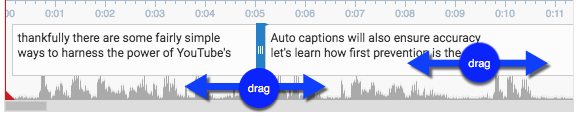 0:01 0:02 0:03 0:04 0:05 0:06 0:07 0:08 0:09 0:10 0:11
thankfully there are some fairly simple
ways to harness the power of YouTube's
Auto captions will also ensure accuracy
let's learn how first prevention is the
drag
drag